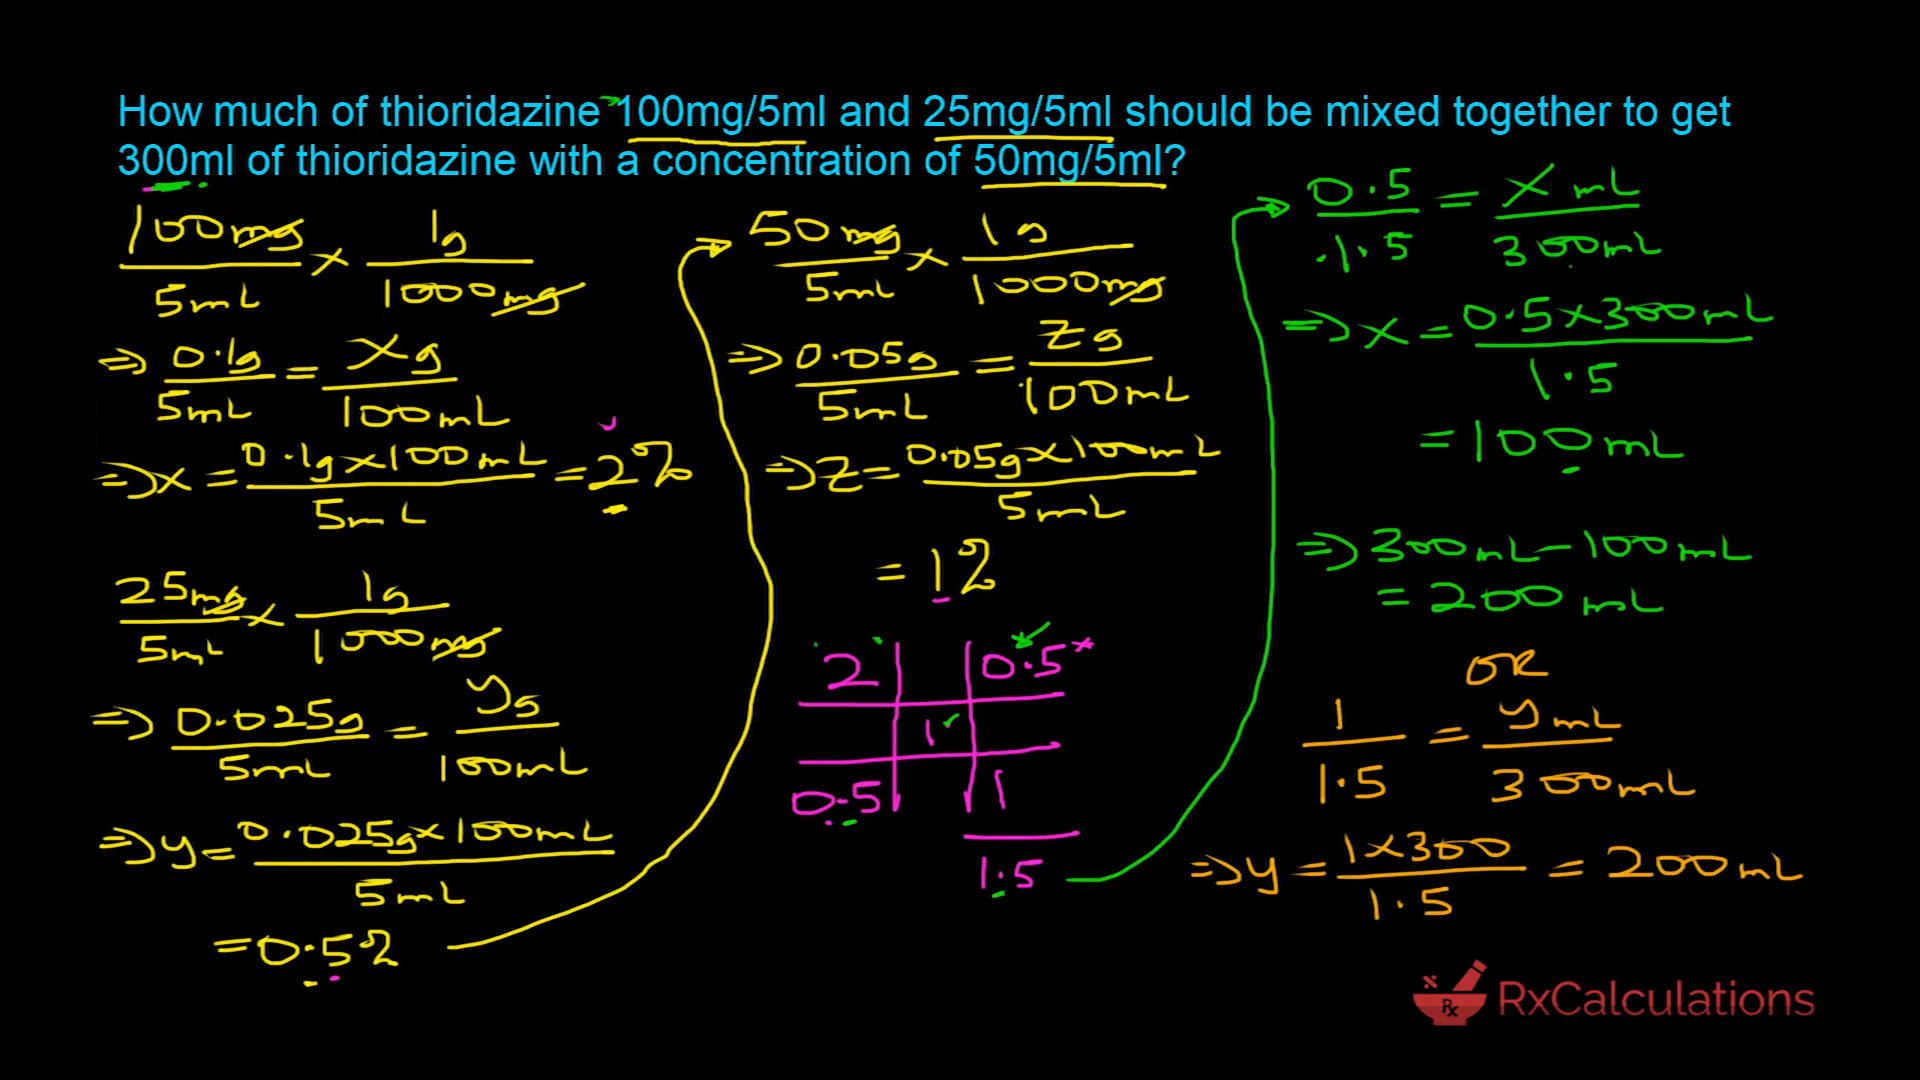 How much of thioridazine 100mg/5ml and 25mg/5ml should be mixed together to get
300ml of thioridazine with a concentration of 50mg/5ml?
100mg/5mL × 1g/1000mg
⇒ 0.1g/5mL = xg/100mL
⇒ x = 0.1g×100mL/5mL = 2%
25mg/5mL × 1g/1000mg
⇒ 0.025g/5mL = yg/100mL
⇒ y = 0.025g×100mL/5mL
= 0.5%
50mg/5mL × 1g/1000mg
⇒ 0.05g/5mL = zg/100mL
⇒ z = 0.05g×100mL/5mL
= 1%
2 0.5
1
0.5 1
1.5
0.5/1.5 = x mL/300mL
⇒ x = 0.5×300mL/1.5
= 100mL
⇒ 300mL - 100mL
= 200mL
OR
1/1.5 = y mL/300mL
⇒ y = 1×300/1.5 = 200mL
Rx
RxCalculations